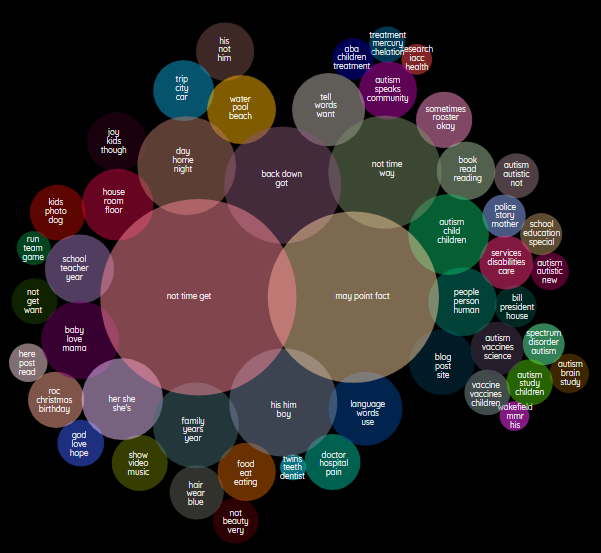 his
not
him
treatment
mercury
chelation
aba
children
treatment
research
iacc
health
trip
city
car
water
pool
beach
tell
words
want
autism
speaks
community
sometimes
rooster
okay
joy
kids
though
day
home
night
back down
got
not time
way
book
read
reading
autism
autistic
not
kids
photo
dog
house
room
floor
autism
child
children
police
story
mother
school
education
special
run
team
game
school
teacher
year
services
disabilities
care
autism
autistic
new
not
get
want
not time get
may point fact
people
person
human
bill
president
house
baby
love
mama
here
post
read
blog
post
site
autism
vaccines
science
spectrum
disorder
autism
roc
christmas
birthday
her she
she's
family
years
year
his him
boy
language
words
use
vaccine
vaccines
children
autism
study
children
autism
brain
study
wakefield
mmr
his
god
love
hope
show
video
music
food
eat
eating
twins
teeth
dentist
doctor
hospital
pain
hair
wear
blue
not
beauty
very